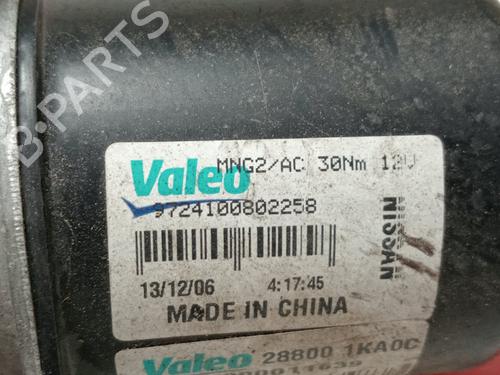 B-PARTS
MNG2/AC 30Nm 12V
Valeo
9724100802258
NISSAN
13/12/06 4:17:45
MADE IN CHINA
Valeo 28800 1KA0C